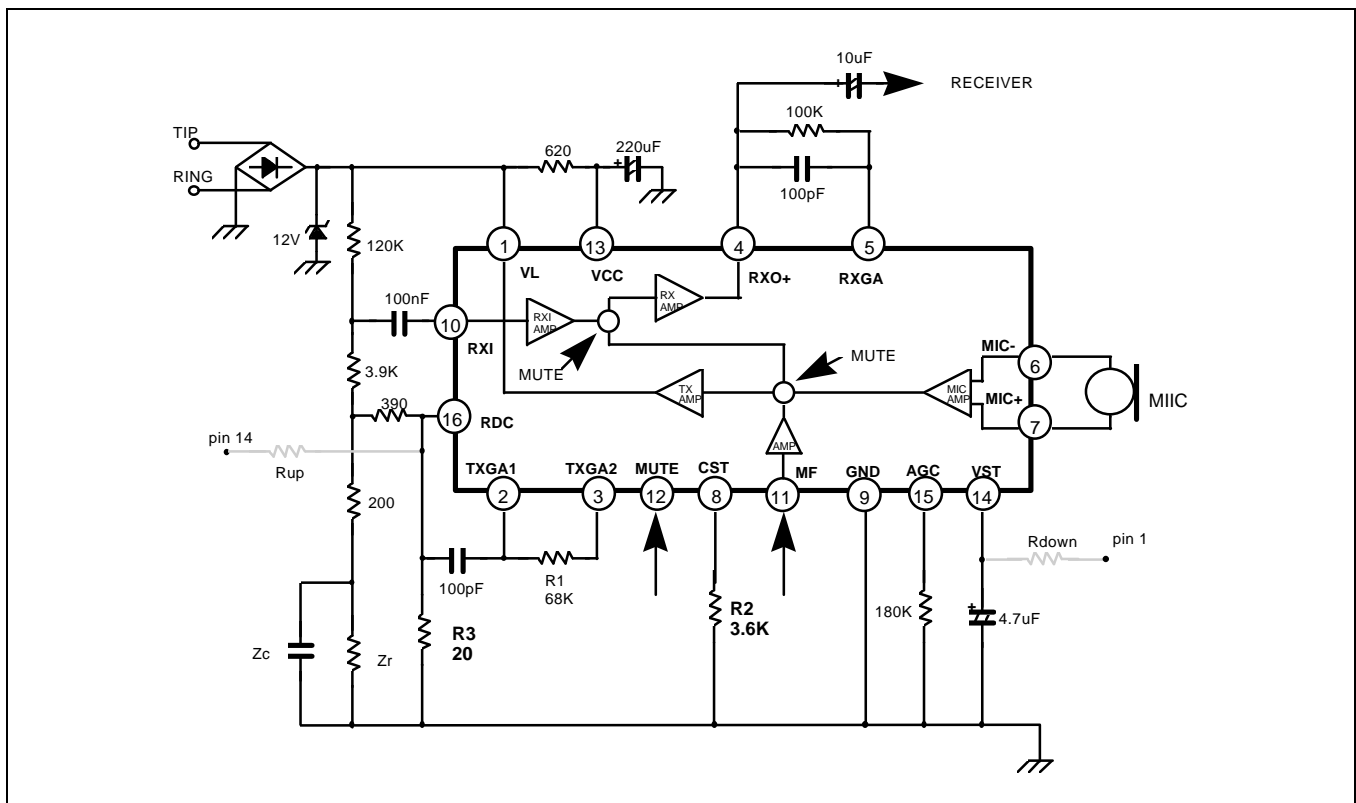 10uF
RECEIVER
100K
TIP
620
220uF
100pF
RING
12V
120K
1
13
4
5
VL
VCC
RXO+
RXGA
100nF
RX
AMP
RXI
AMP
10
RXI
MUTE
MUTE
MIC-
6
3.9K
TX
AMP
MIC
AMP
MIC+
MIIC
390
16
RDC
7
pin 14
AMP
Rup
TXGA1
TXGA2
MUTE
CST
MF
GND
AGC
VST
2
3
12
8
11
9
15
14
200
Rdown
pin 1
100pF
R1
68K
R2
3.6K
180K
4.7uF
R3
20
Zc
Zr